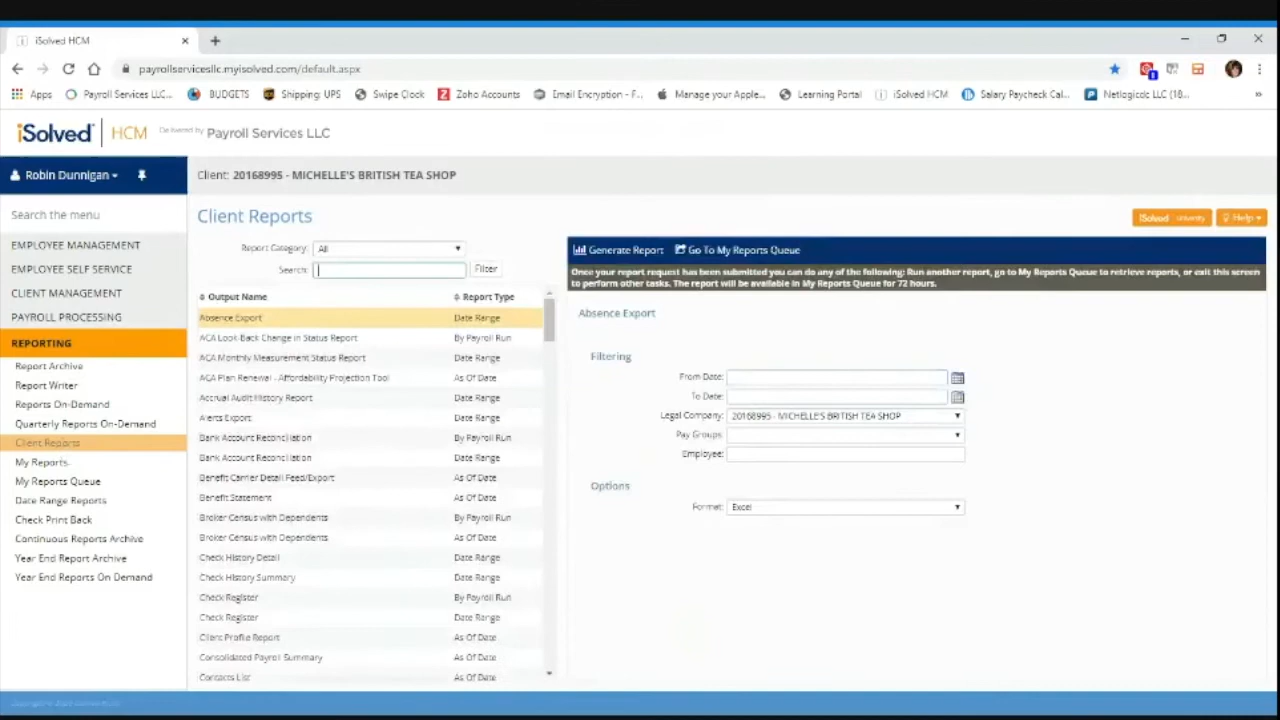 iSolved HCM
payrollservicesllc.myisolved.com/default.aspx
Apps Payroll Services LLC... BUDGETS Shipping: UPS Swipe Clock Zoho Accounts Email Encryption - F... Manage your Apple... Learning Portal iSolved HCM Salary Paycheck Cal... Netlogicdc LLC (18... »
iSolved HCM Delivered by Payroll Services LLC
Robin Dunnigan
Client: 20168995 - MICHELLE'S BRITISH TEA SHOP
Search the menu
EMPLOYEE MANAGEMENT
EMPLOYEE SELF SERVICE
CLIENT MANAGEMENT
PAYROLL PROCESSING
REPORTING
Report Archive
Report Writer
Reports On-Demand
Quarterly Reports On-Demand
Client Reports
My Reports
My Reports Queue
Date Range Reports
Check Print Back
Continuous Reports Archive
Year End Report Archive
Year End Reports On Demand
Client Reports
iSolved University Help
Report Category: All
Search: Filter
Output Name Report Type
Absence Export Date Range
ACA Look-Back Change in Status Report By Payroll Run
ACA Monthly Measurement Status Report Date Range
ACA Plan Renewal - Affordability Projection Tool As Of Date
Accrual Audit History Report Date Range
Alerts Export Date Range
Bank Account Reconciliation By Payroll Run
Bank Account Reconciliation Date Range
Benefit Carrier Detail Feed/Export As Of Date
Benefit Statement As Of Date
Broker Census with Dependents By Payroll Run
Broker Census with Dependents As Of Date
Check History Detail Date Range
Check History Summary Date Range
Check Register By Payroll Run
Check Register Date Range
Client Profile Report As Of Date
Consolidated Payroll Summary As Of Date
Contacts List As Of Date
Generate Report Go To My Reports Queue
Once your report request has been submitted you can do any of the following: Run another report, go to My Reports Queue to retrieve reports, or exit this screen
to perform other tasks. The report will be available in My Reports Queue for 72 hours.
Absence Export
Filtering
From Date:
To Date:
Legal Company: 20168995 - MICHELLE'S BRITISH TEA SHOP
Pay Groups:
Employee:
Options
Format: Excel